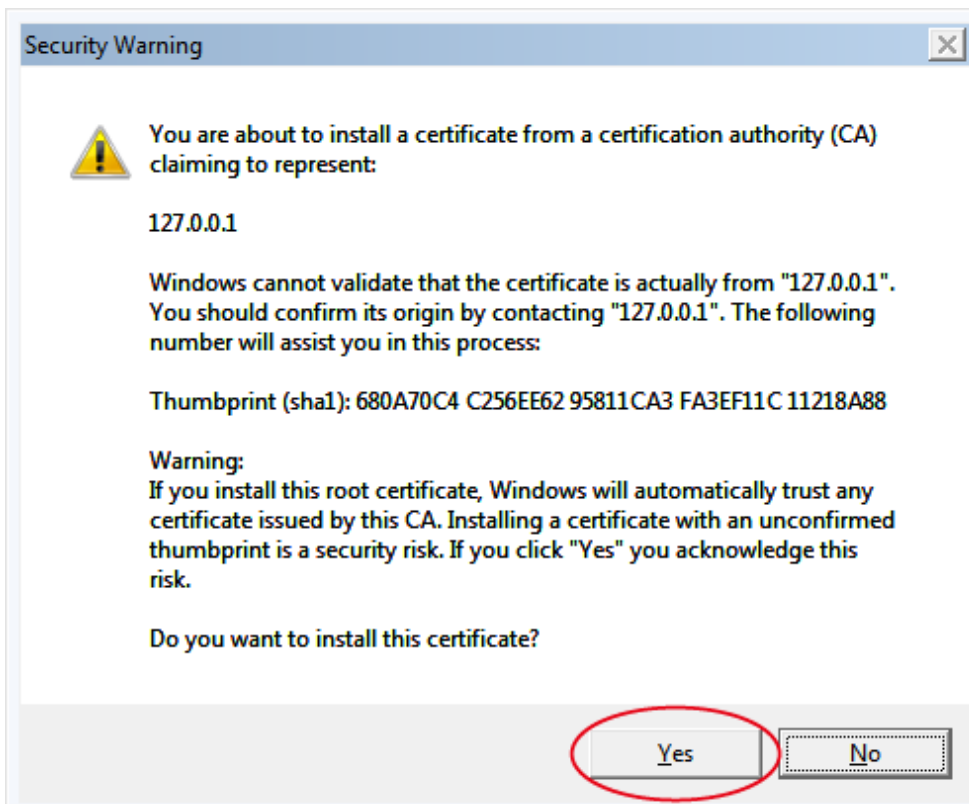 Security Warning
You are about to install a certificate from a certification authority (CA)
claiming to represent:
127.0.0.1
Windows cannot validate that the certificate is actually from "127.0.0.1".
You should confirm its origin by contacting "127.0.0.1". The following
number will assist you in this process:
Thumbprint (sha1): 680A70C4 C256EE62 95811CA3 FA3EF11C 11218A88
Warning:
If you install this root certificate, Windows will automatically trust any
certificate issued by this CA. Installing a certificate with an unconfirmed
thumbprint is a security risk. If you click "Yes" you acknowledge this
risk.
Do you want to install this certificate?
Yes No